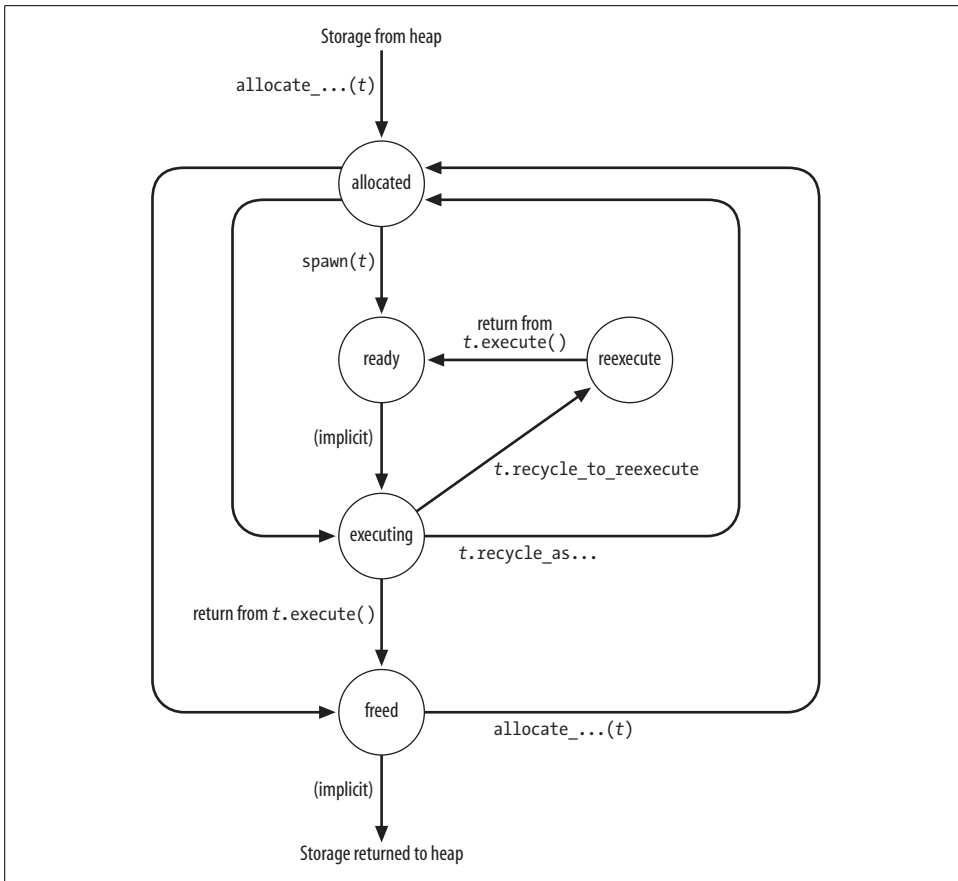 Storage from heap
allocate_...(t)
allocated
spawn(t)
return from
t.execute()
ready
reexecute
(implicit)
t.recycle_to_reexecute
executing
t.recycle_as...
return from t.execute()
freed
allocate_...(t)
(implicit)
Storage returned to heap